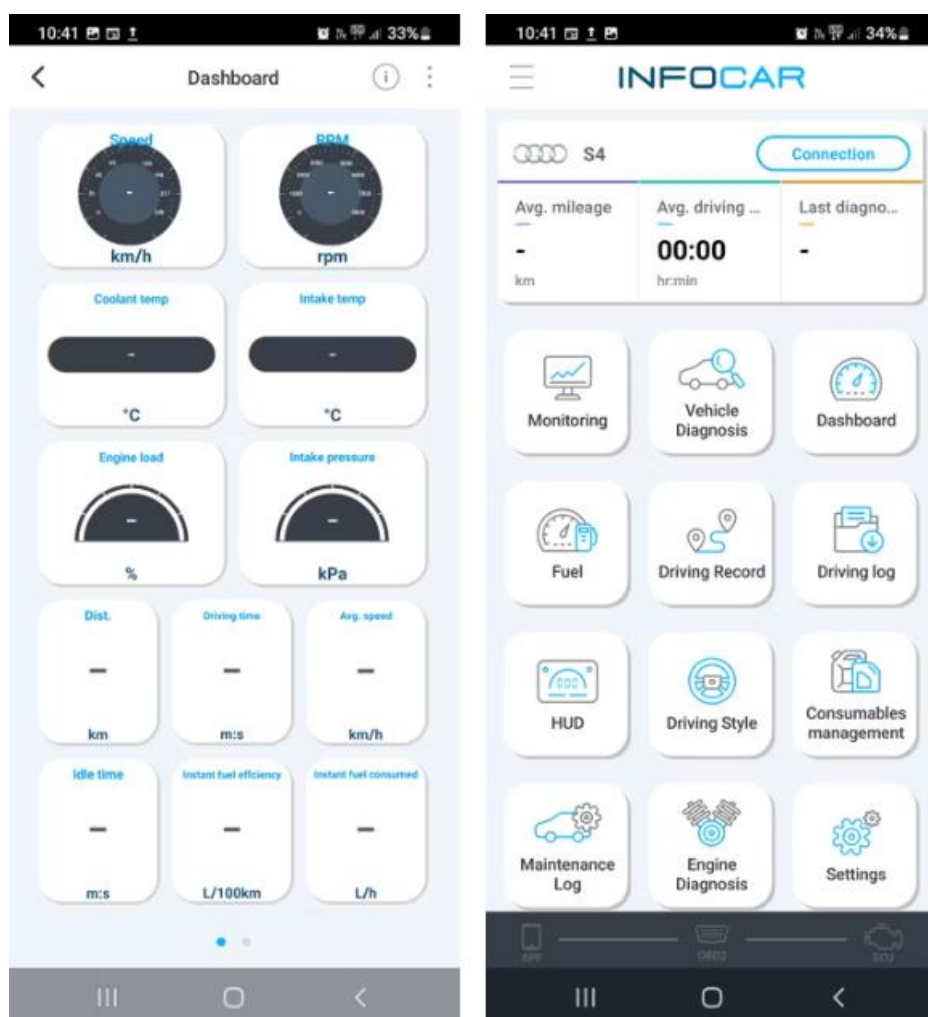 10:41
33%
Dashboard
Speed
RPM
km/h
rpm
Coolant temp
Intake temp
-
-
°C
°C
Engine load
Intake pressure
-
-
%
kPa
Dist.
Driving time
Avg. speed
–
–
–
km
m:s
km/h
Idle time
Instant fuel efficiency
Instant fuel consumed
–
–
–
m:s
L/100km
L/h
10:41
34%
INFOCAR
S4
Connection
Avg. mileage
Avg. driving ...
Last diagno...
-
00:00
-
km
hr:min
Monitoring
Vehicle
Diagnosis
Dashboard
Fuel
Driving Record
Driving log
HUD
Driving Style
Consumables
management
Maintenance
Log
Engine
Diagnosis
Settings
APP
OBD2
ECU